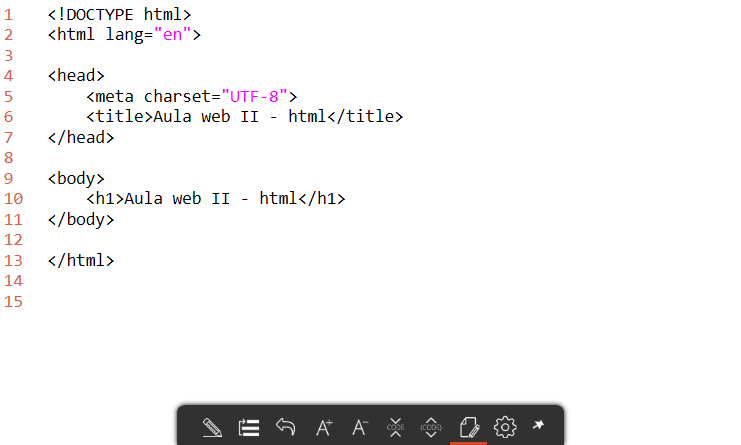 1 <!DOCTYPE html>
2 <html lang="en">
3
4 <head>
5 <meta charset="UTF-8">
6 <title>Aula web II - html</title>
7 </head>
8
9 <body>
10 <h1>Aula web II - html</h1>
11 </body>
12
13 </html>
14
15
A+ A- CODE (CODE)